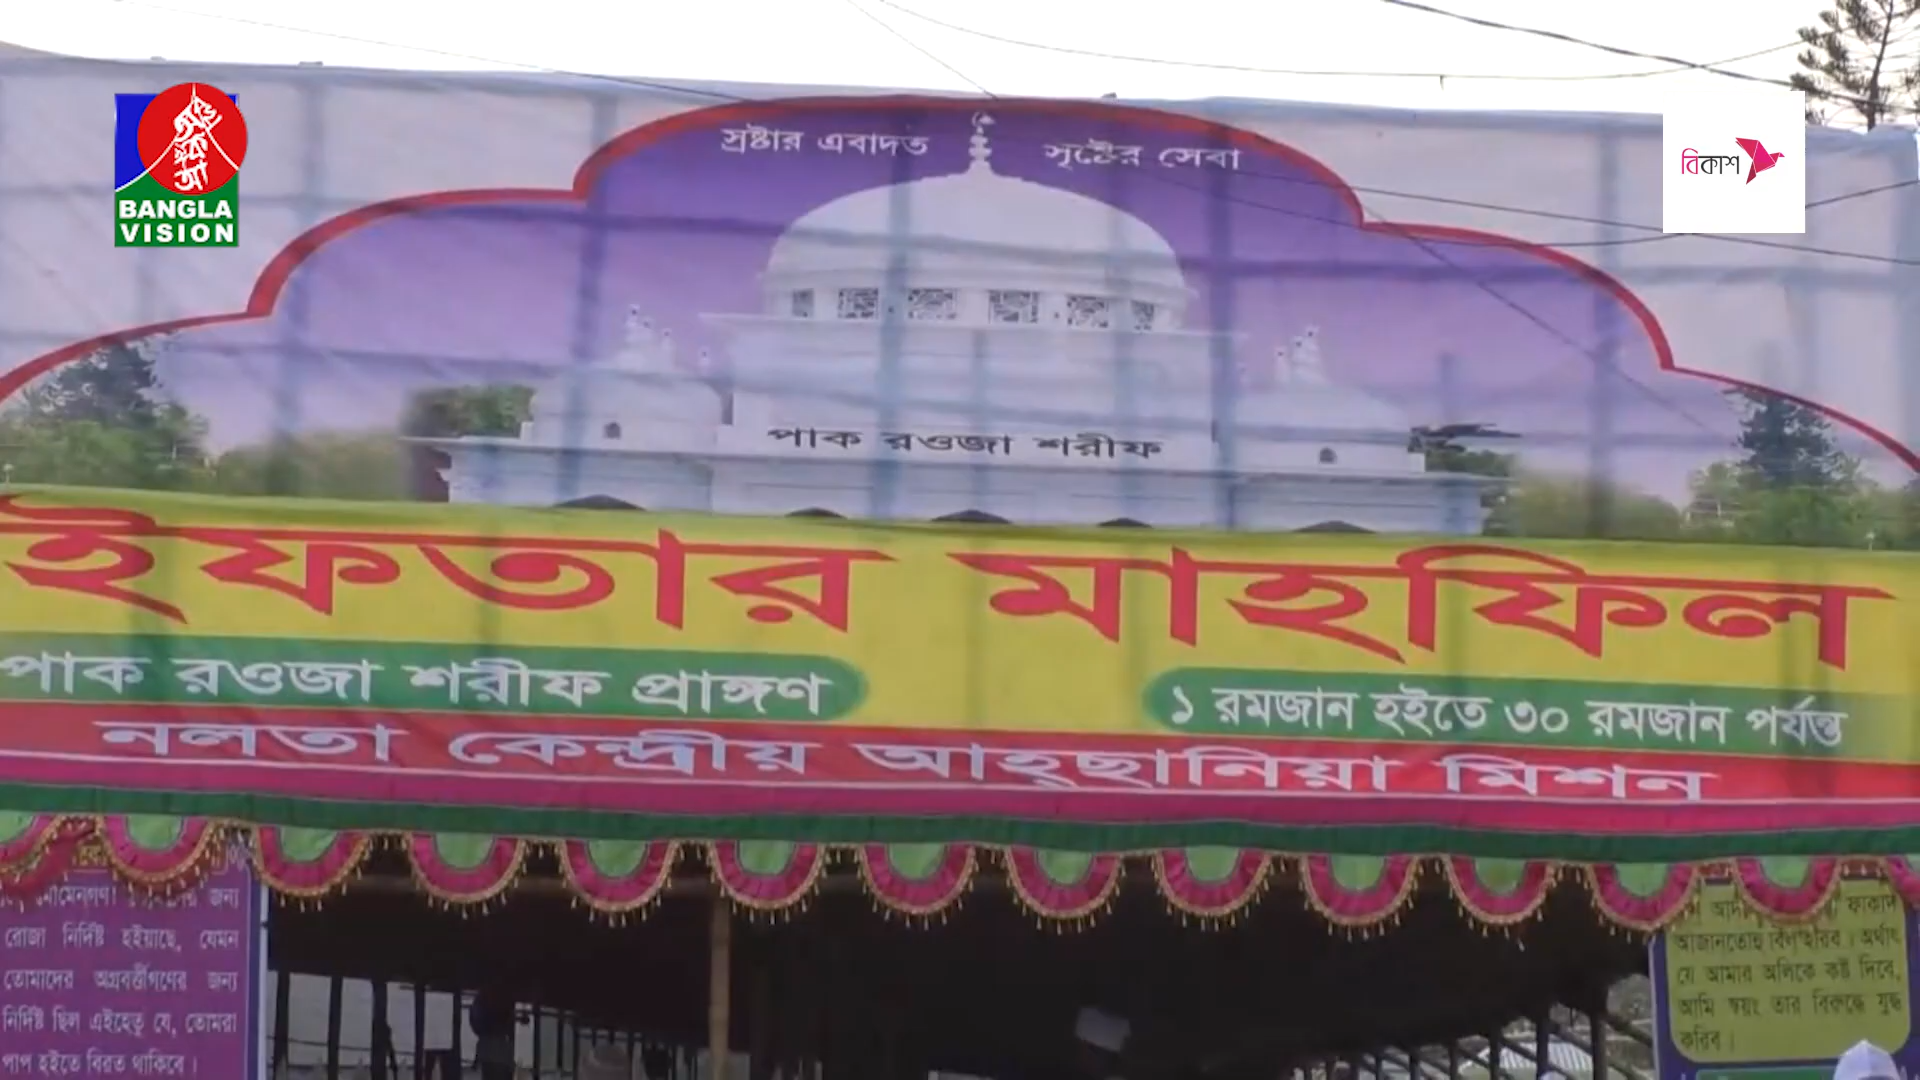 স্রষ্টার এবাদত সৃষ্টের সেবা
BANGLA
VISION
বিকাশ
পাক রওজা শরীফ
ইফতার মাহফিল
পাক রওজা শরীফ প্রাঙ্গণ
১ রমজান হইতে ৩০ রমজান পর্যন্ত
নলতা কেন্দ্রীয় আহ্ছানিয়া মিশন
জন্য
রোজা নির্দিষ্ট হইয়াছে, যেমন
তোমাদের অগ্রবর্ত্তীগণের জন্য
নির্দিষ্ট ছিল এইহেতু যে, তোমরা
পাপ হইতে বিরত থাকিবে।
ফাকাদ
আজানতোহু বিলহারিব। অর্থাৎ
যে আমার অলিকে কষ্ট দিবে,
আমি স্বয়ং তার বিরুদ্ধে যুদ্ধ
করিব।